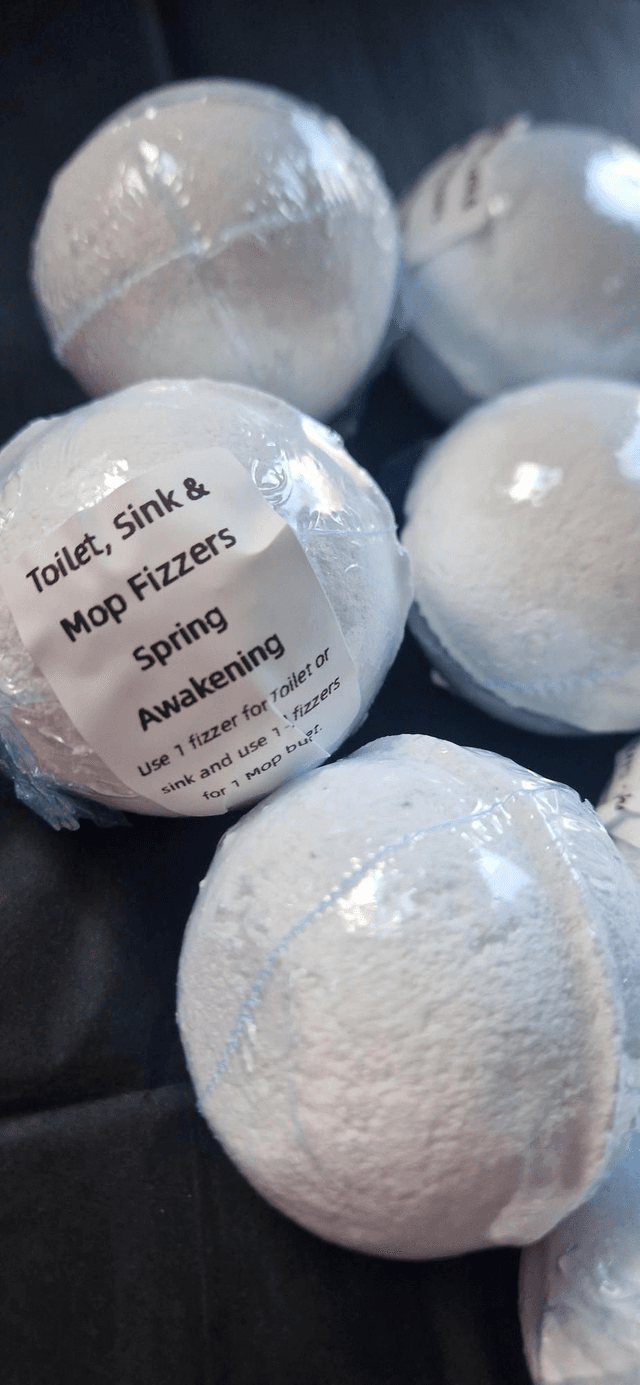 Toilet, Sink &
Mop Fizzers
Spring
Awakening
Use 1 fizzer for Toilet or
sink and use 1- fizzers
for 1 Mop